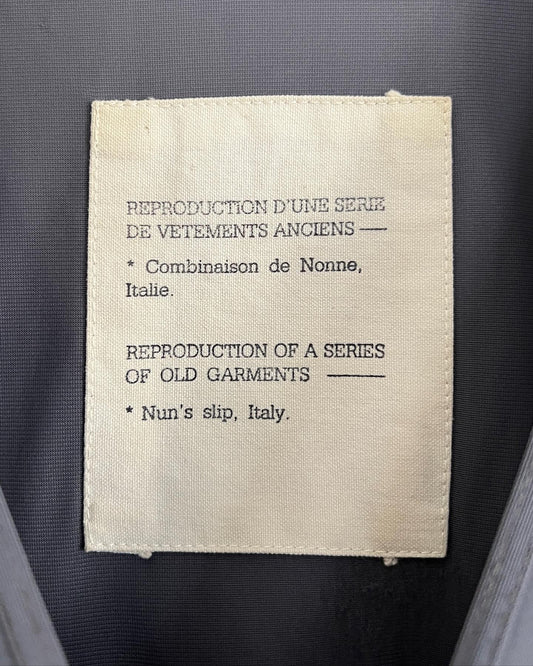 REPRODUCTION D'UNE SERIE
DE VETEMENTS ANCIENS —
* Combinaison de Nonne,
Italie.
REPRODUCTION OF A SERIES
OF OLD GARMENTS —
* Nun's slip, Italy.